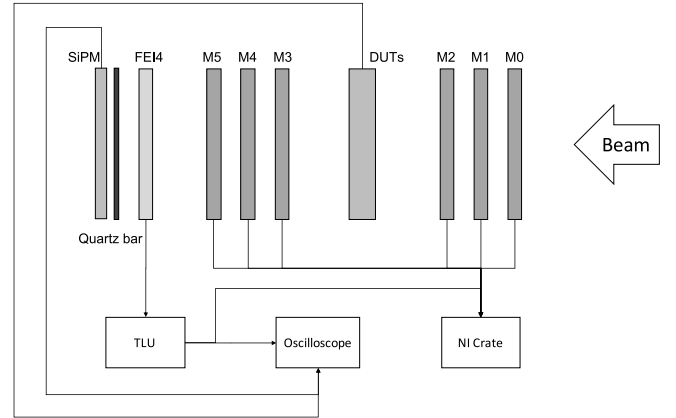 SiPM FEI4 M5 M4 M3 DUTs M2 M1 M0
Beam
Quartz bar
TLU Oscilloscope NI Crate